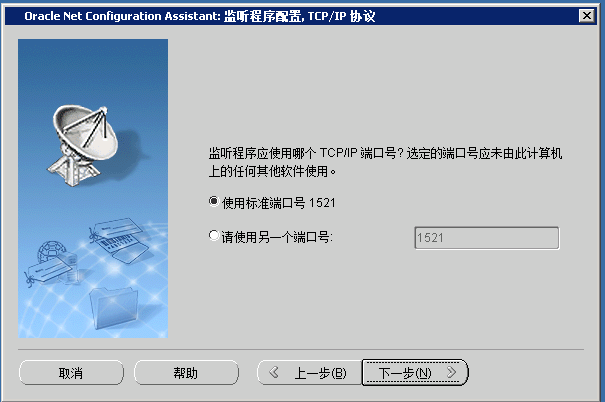 Oracle Net Configuration Assistant: 监听程序配置, TCP/IP 协议
监听程序应使用哪个 TCP/IP 端口号? 选定的端口号应未由此计算机
上的任何其他软件使用。
使用标准端口号 1521
请使用另一个端口号: 1521
取消 帮助 上一步(B) 下一步(N)